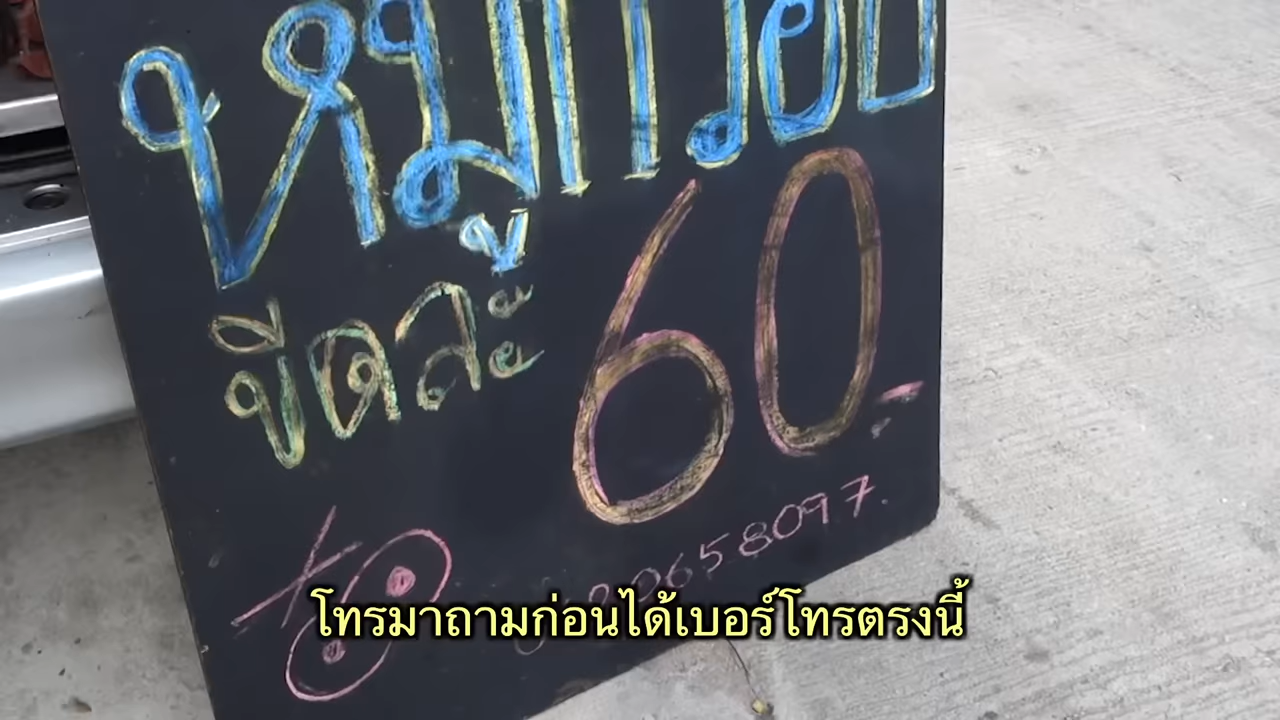 หมูกรอบ
ขีดละ 60.-
0658097
โทรมาถามก่อนได้เบอร์โทรตรงนี้